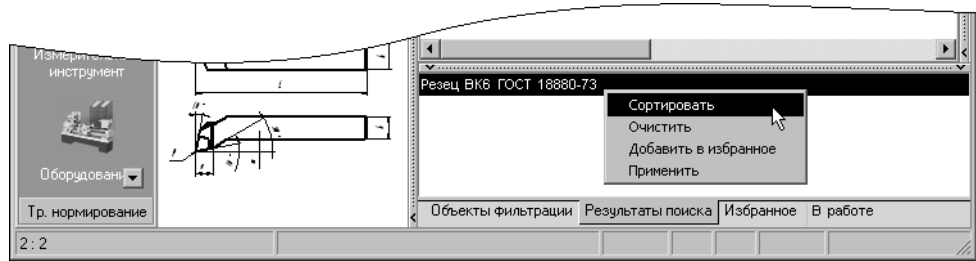 инструмент
Оборудовани
Тр. нормирование
2:2
l
Резец ВК6 ГОСТ 18880-73
Сортировать
Очистить
Добавить в избранное
Применить
Объекты фильтрации Результаты поиска Избранное В работе